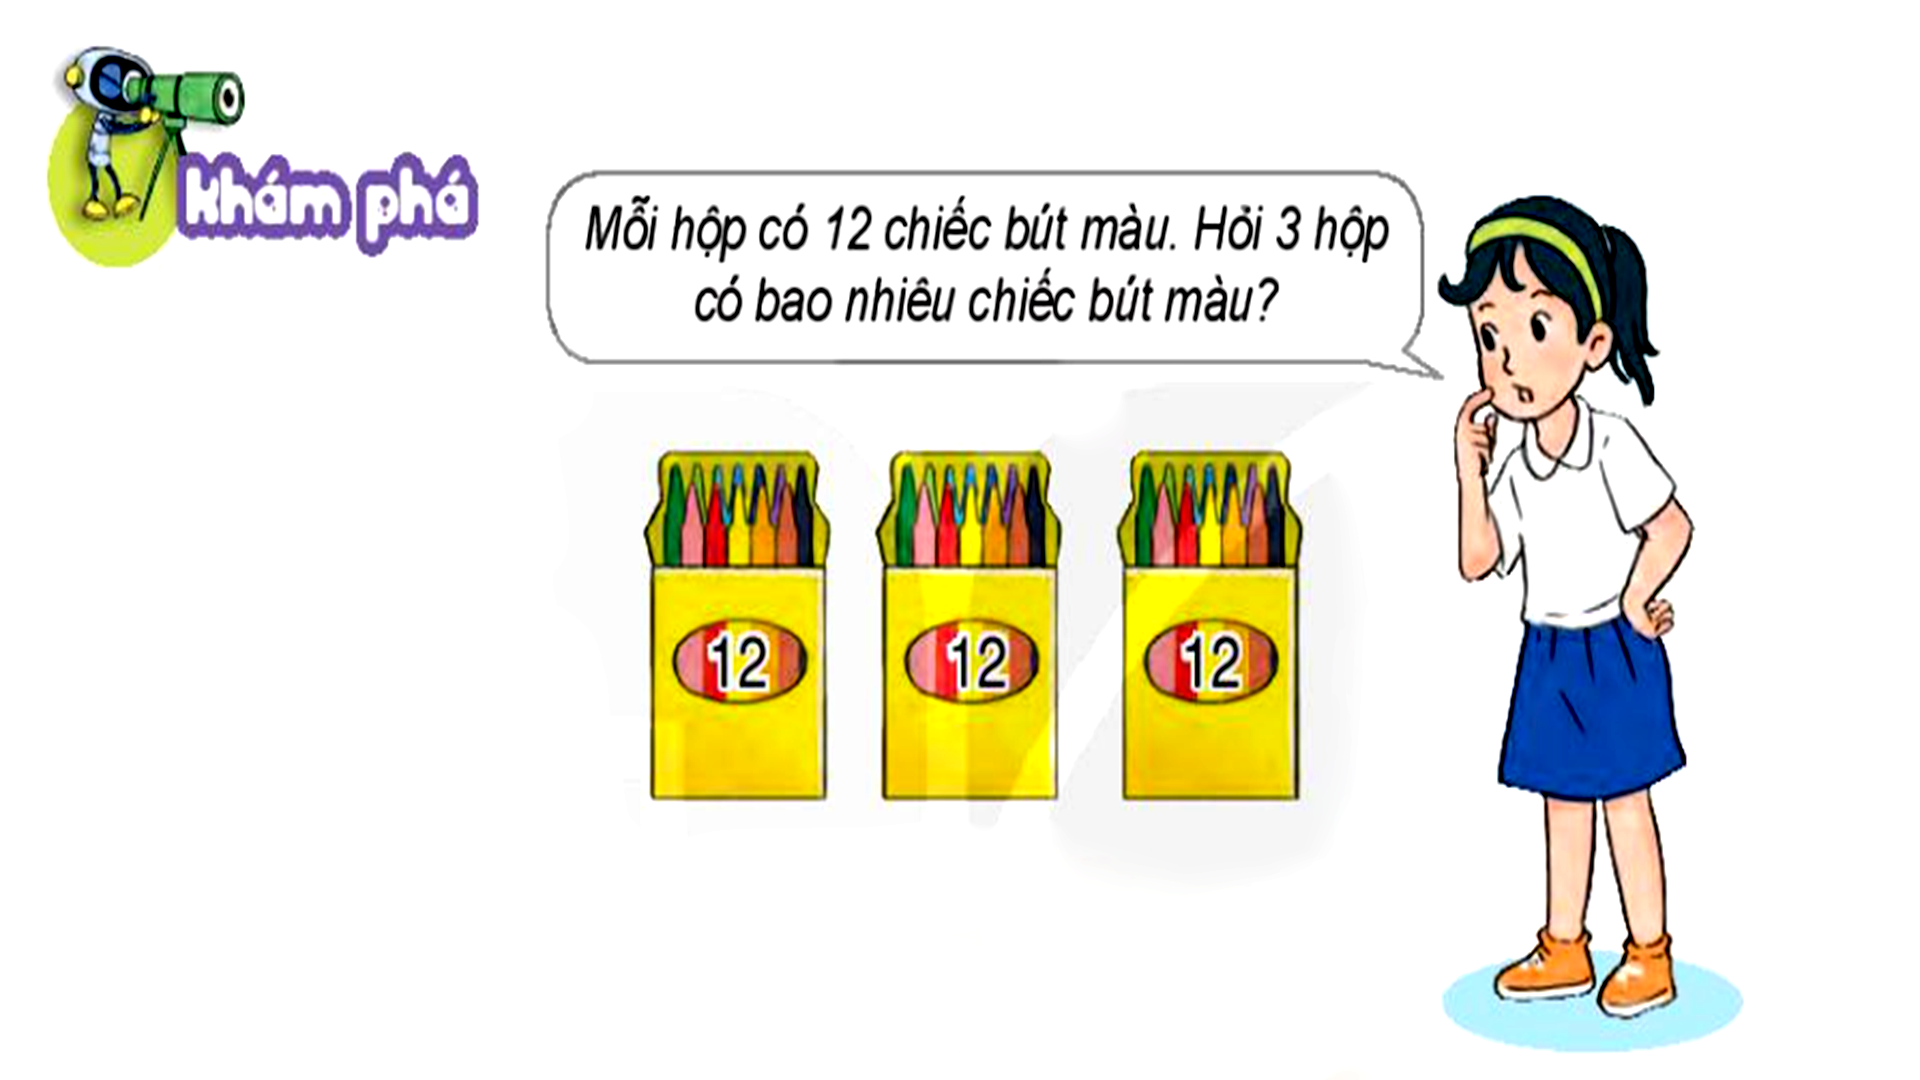 Khám phá
Mỗi hộp có 12 chiếc bút màu. Hỏi 3 hộp
có bao nhiêu chiếc bút màu?
12
12
12